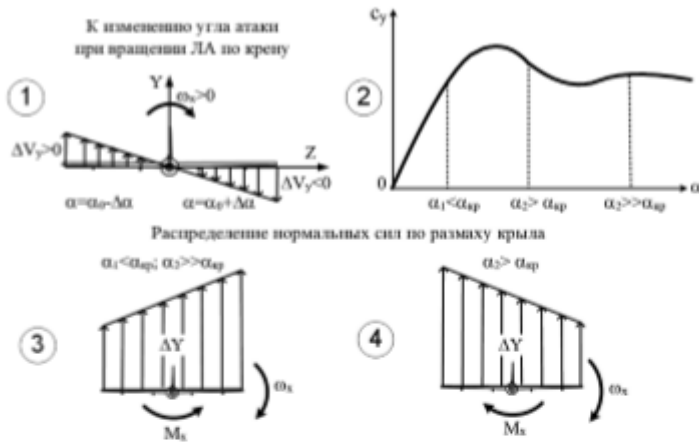 К изменению угла атаки
при вращении ЛА по крену
1
Y
ωx>0
ΔVy>0
Z
ΔVy<0
α=α0-Δα
α=α0+Δα
2
cy
0
α
α1<αкр
α2> αкр
α2>>αкр
Распределение нормальных сил по размаху крыла
α1<αкр; α2>>αкр
3
ΔY
ωx
Mx
α2> αкр
4
ΔY
ωx
Mx